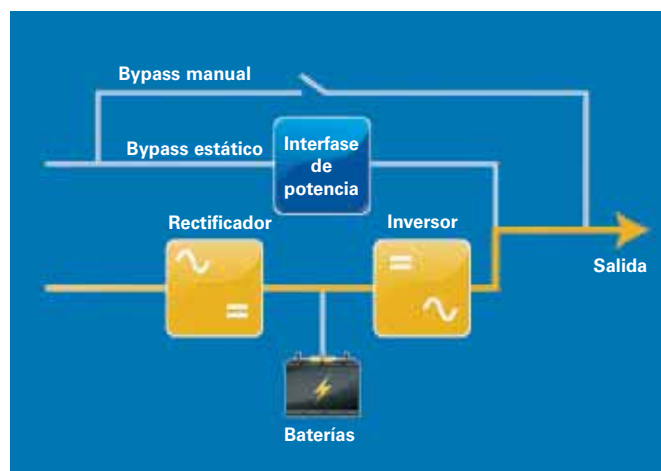 Bypass manual
Bypass estático
Interfase
de
potencia
Rectificador
Inversor
Salida
Baterías